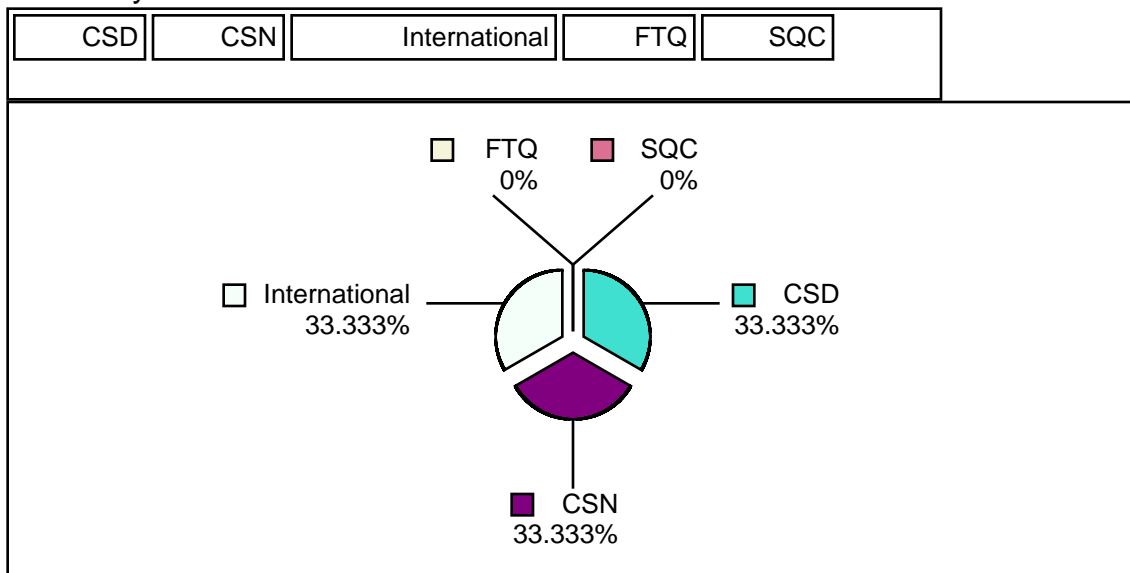 CSD CSN International FTQ SQC
FTQ
0%
SQC
0%
International
33.333%
CSD
33.333%
CSN
33.333%